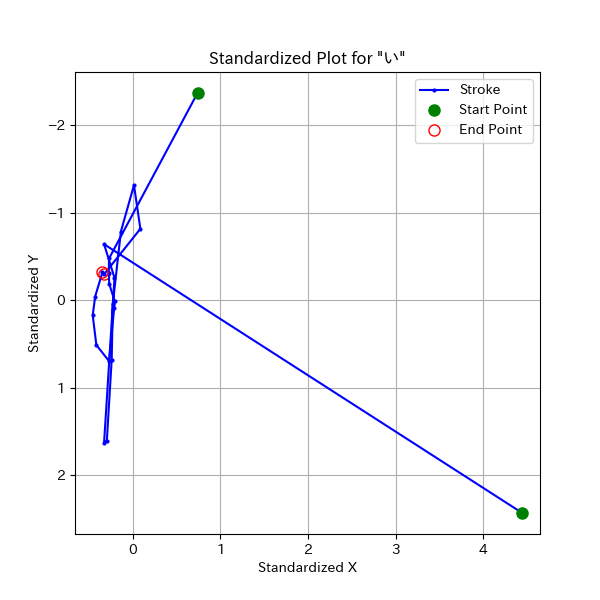 Standardized Plot for "い"
Stroke
Start Point
End Point
−2
−1
0
1
2
Standardized Y
0 1 2 3 4
Standardized X